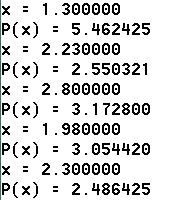 x = 1.300000
P(x) = 5.462425
x = 2.230000
P(x) = 2.550321
x = 2.800000
P(x) = 3.172800
x = 1.980000
P(x) = 3.054420
x = 2.300000
P(x) = 2.486425